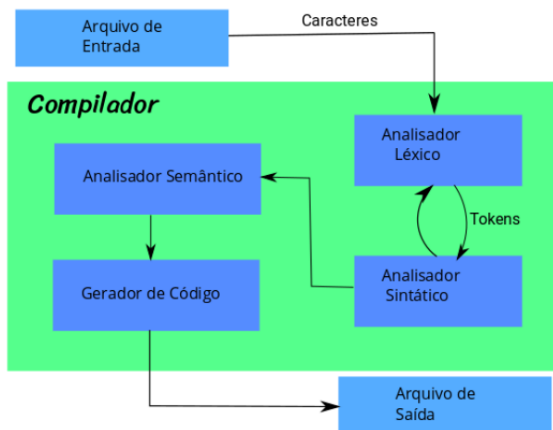 Arquivo de
Entrada
Caracteres
Compilador
Analisador
Léxico
Analisador Semântico
Tokens
Gerador de Código
Analisador
Sintático
Arquivo de
Saída